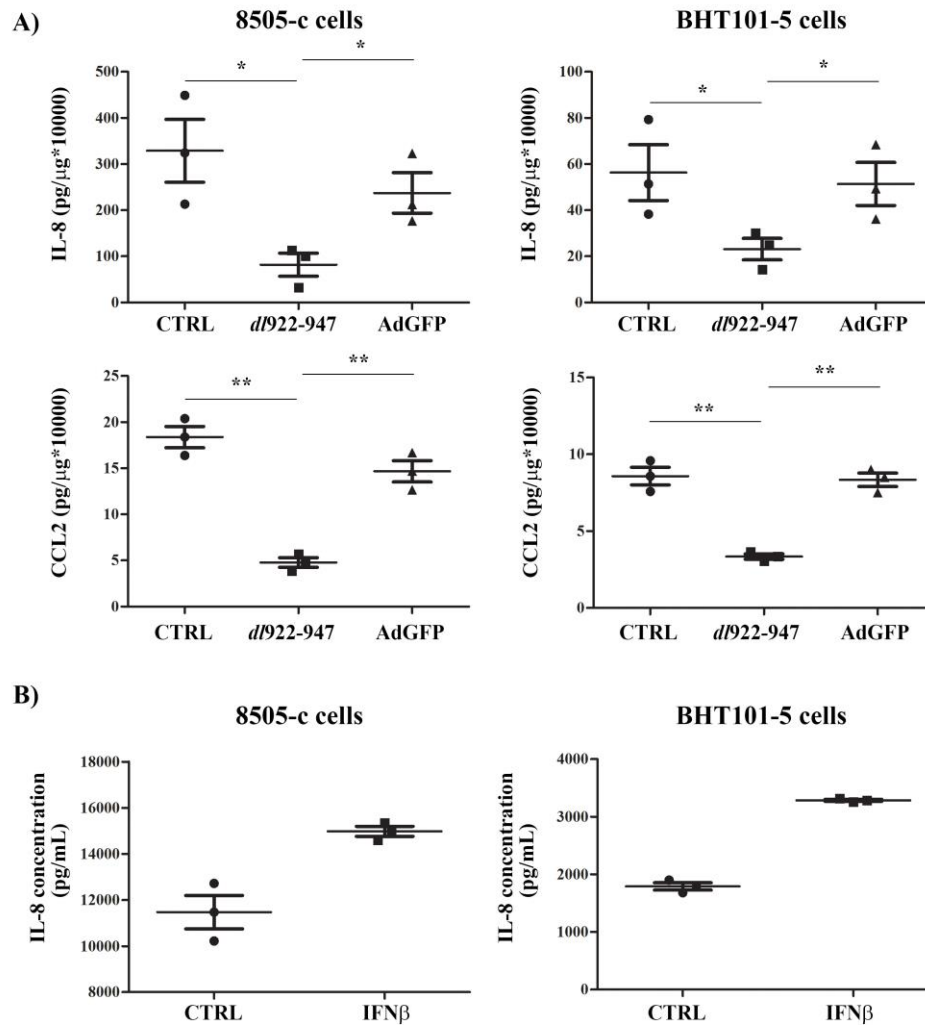 A)
8505-c cells
BHT101-5 cells
IL-8 (pg/µg*10000)
500
400
300
200
100
0
*
*
CTRL
dl922-947
AdGFP
IL-8 (pg/µg*10000)
100
80
60
40
20
0
*
*
CTRL
dl922-947
AdGFP
CCL2 (pg/µg*10000)
25
20
15
10
5
0
**
**
CTRL
dl922-947
AdGFP
CCL2 (pg/µg*10000)
15
10
5
0
**
**
CTRL
dl922-947
AdGFP
B)
8505-c cells
BHT101-5 cells
IL-8 concentration
(pg/mL)
18000
16000
14000
12000
10000
8000
CTRL
IFNβ
IL-8 concentration
(pg/mL)
4000
3000
2000
1000
0
CTRL
IFNβ